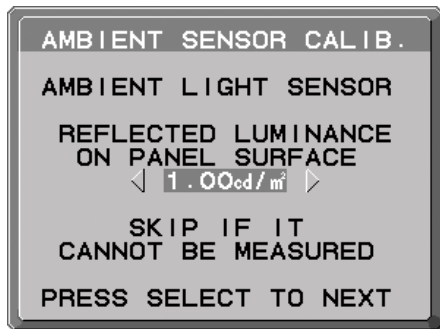 AMBIENT SENSOR CALIB.
AMBIENT LIGHT SENSOR
REFLECTED LUMINANCE
ON PANEL SURFACE
1.00cd/㎡
SKIP IF IT
CANNOT BE MEASURED
PRESS SELECT TO NEXT